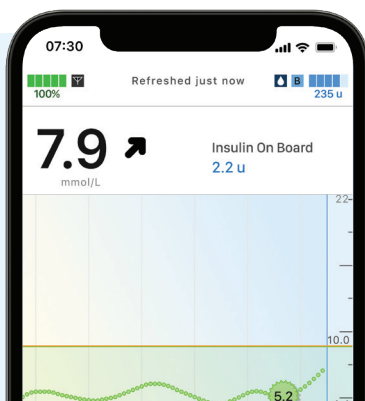 07:30
100%
Refreshed just now
B
235 u
7.9
mmol/L
Insulin On Board
2.2 u
22
10.0
5.2